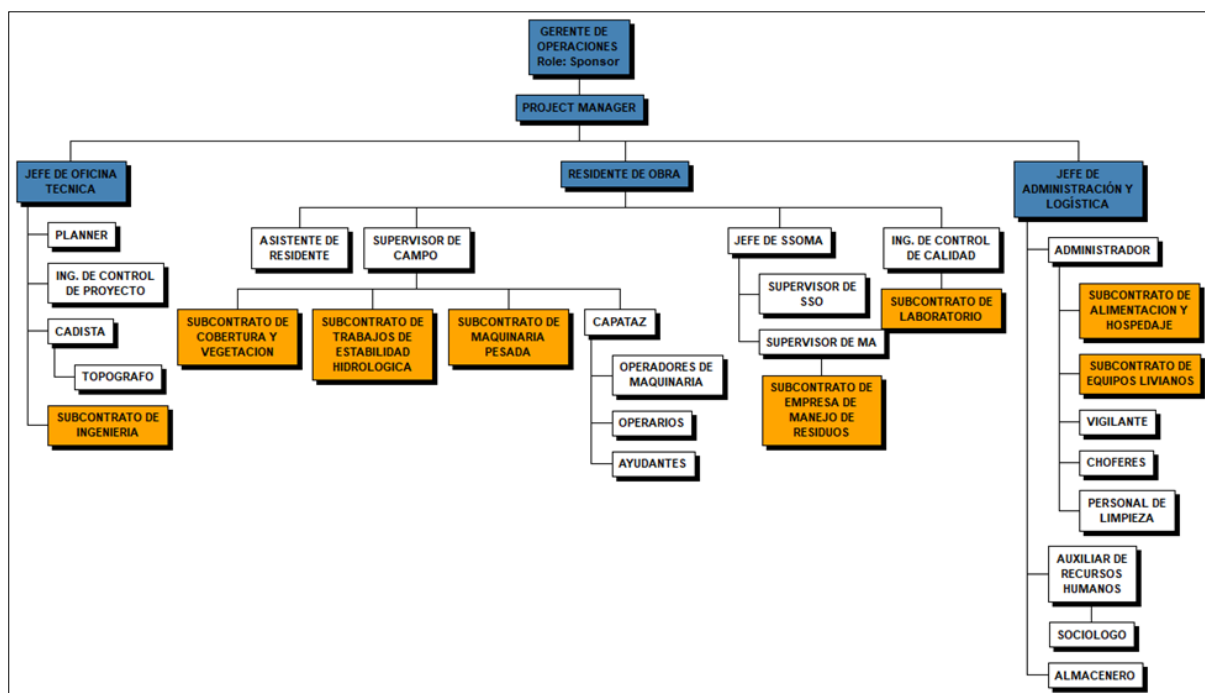 GERENTE DE
OPERACIONES
Role: Sponsor
PROJECT MANAGER
JEFE DE OFICINA
TECNICA
PLANNER
ING. DE CONTROL
DE PROYECTO
CADISTA
TOPOGRAFO
SUBCONTRATO DE
INGENIERIA
RESIDENTE DE OBRA
ASISTENTE DE
RESIDENTE
SUPERVISOR DE
CAMPO
SUBCONTRATO DE
COBERTURA Y
VEGETACION
SUBCONTRATO DE
TRABAJOS DE
ESTABILIDAD
HIDROLOGICA
SUBCONTRATO DE
MAQUINARIA
PESADA
CAPATAZ
OPERADORES DE
MAQUINARIA
OPERARIOS
AYUDANTES
JEFE DE SSOMA
SUPERVISOR DE
SSO
SUPERVISOR DE MA
SUBCONTRATO DE
EMPRESA DE
MANEJO DE
RESIDUOS
ING. DE CONTROL
DE CALIDAD
SUBCONTRATO DE
LABORATORIO
JEFE DE
ADMINISTRACIÓN Y
LOGÍSTICA
ADMINISTRADOR
SUBCONTRATO DE
ALIMENTACION Y
HOSPEDAJE
SUBCONTRATO DE
EQUIPOS LIVIANOS
VIGILANTE
CHOFERES
PERSONAL DE
LIMPIEZA
AUXILIAR DE
RECURSOS
HUMANOS
SOCIOLOGO
ALMACENERO